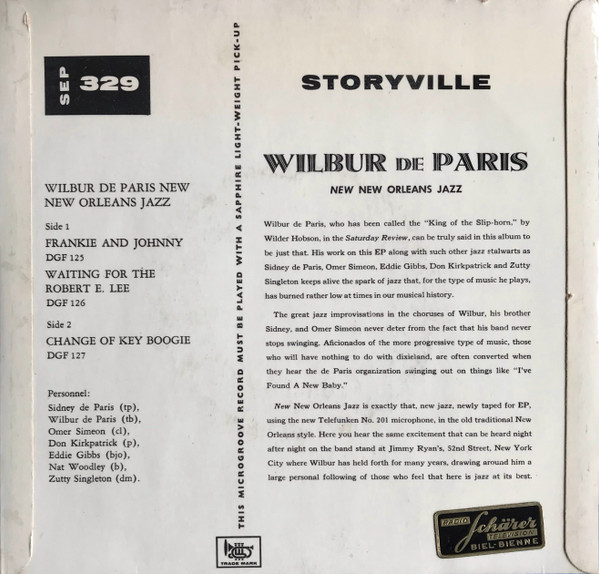 SEP 329
WILBUR DE PARIS NEW
NEW ORLEANS JAZZ
Side 1
FRANKIE AND JOHNNY
DGF 125
WAITING FOR THE
ROBERT E. LEE
DGF 126
Side 2
CHANGE OF KEY BOOGIE
DGF 127
Personnel:
Sidney de Paris (tp),
Wilbur de Paris (tb),
Omer Simeon (cl),
Don Kirkpatrick (p),
Eddie Gibbs (bjo),
Nat Woodley (b),
Zutty Singleton (dm).
THIS MICROGROOVE RECORD MUST BE PLAYED WITH A SAPPHIRE LIGHT-WEIGHT PICK-UP
TRADE MARK
STORYVILLE
WILBUR DE PARIS
NEW NEW ORLEANS JAZZ
Wilbur de Paris, who has been called the “King of the Slip-horn,” by
Wilder Hobson, in the Saturday Review, can be truly said in this album to
be just that. His work on this EP along with such other jazz rtalwarts as
Sidney de Paris, Omer Simeon, Eddie Gibbs, Don Kirkpatrick and Zutty
Singleton keeps alive the spark of jazz that, for the type of music he plays,
has burned rather low at times in our musical history.
The great jazz improvisations in the choruses of Wilbur, his brother
Sidney, and Omer Simeon never deter from the fact that his band never
stops swinging. Aficionados of the more progressive type of music, those
who will have nothing to do with dixieland, are often converted when
they hear the de Paris organization swinging out on things like “I've
Found A New Baby.”
New New Orleans Jazz is exactly that, new jazz, newly taped for EP,
using the new Telefunken No. 201 microphone, in the old traditional New
Orleans style. Here you hear the same excitement that can be heard night
after night on the band stand at Jimmy Ryan's, 52nd Street, New York
City where Wilbur has held forth for many years, drawing around him a
large personal following of those who feel that here is jazz at its best.
RADIO
Schärer
TELEVISION
BIEL-BIENNE